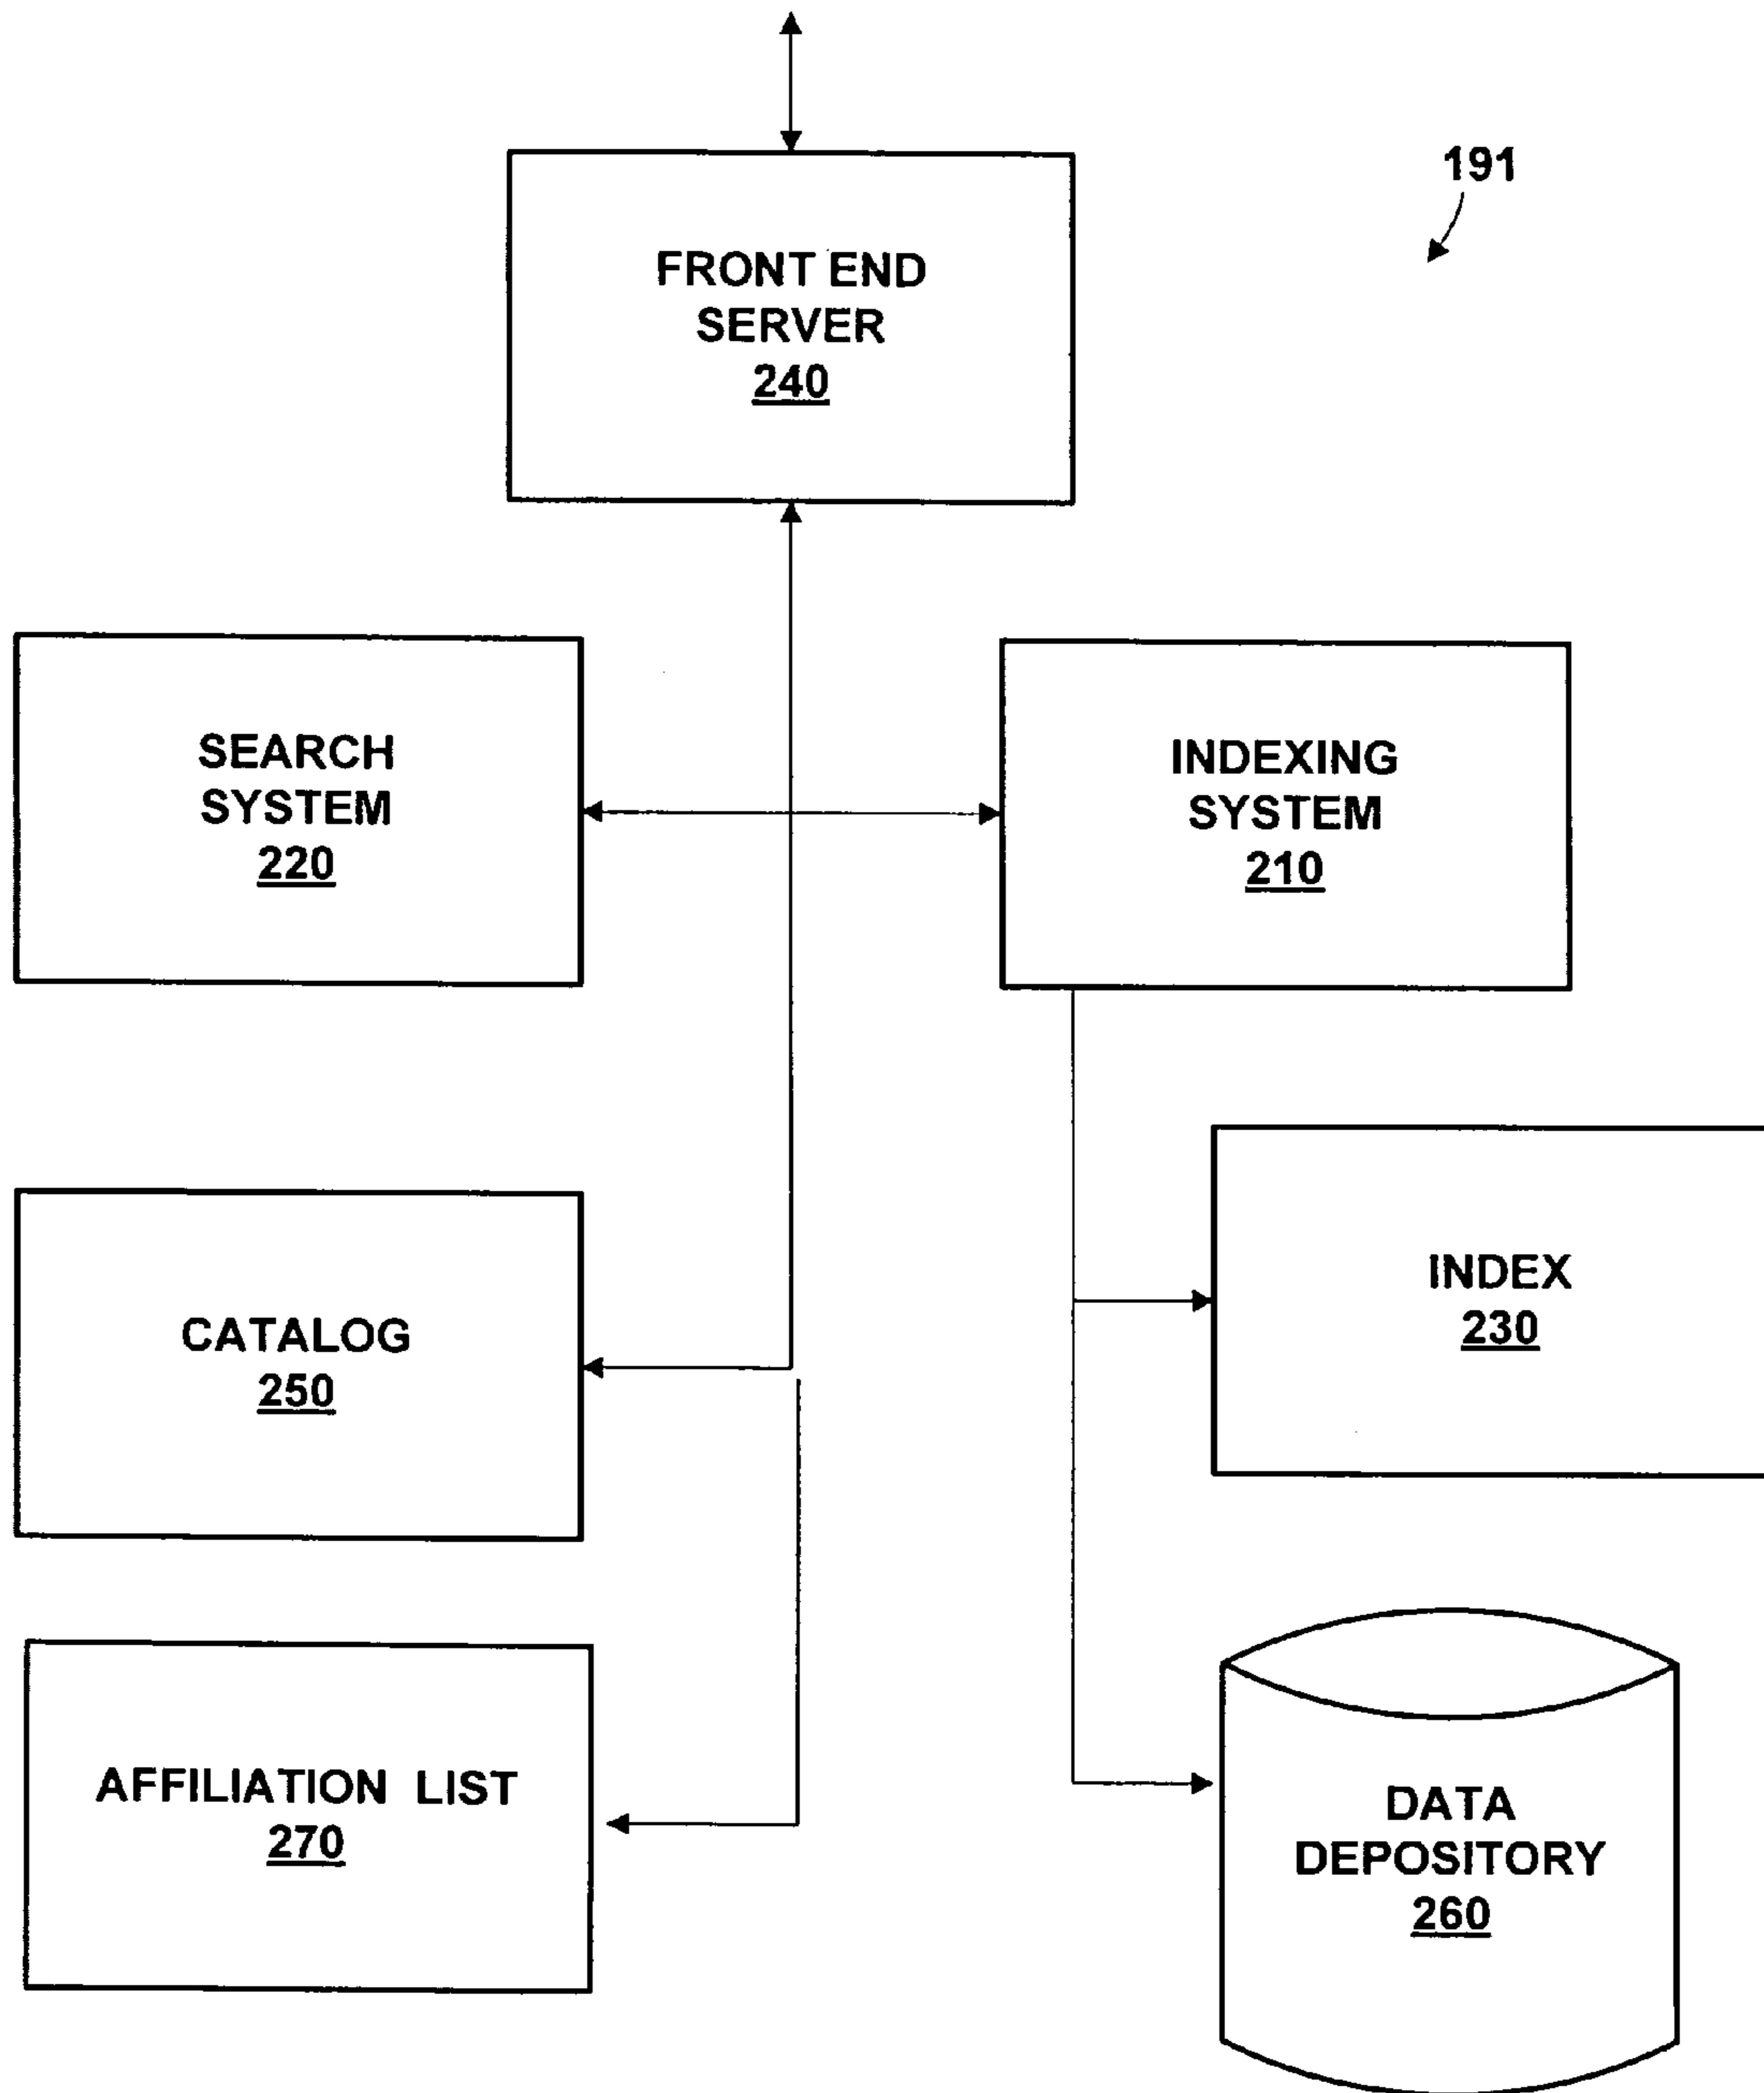 191
FRONT END
SERVER
240
SEARCH
SYSTEM
220
INDEXING
SYSTEM
210
INDEX
230
CATALOG
250
AFFILIATION LIST
270
DATA
DEPOSITORY
260